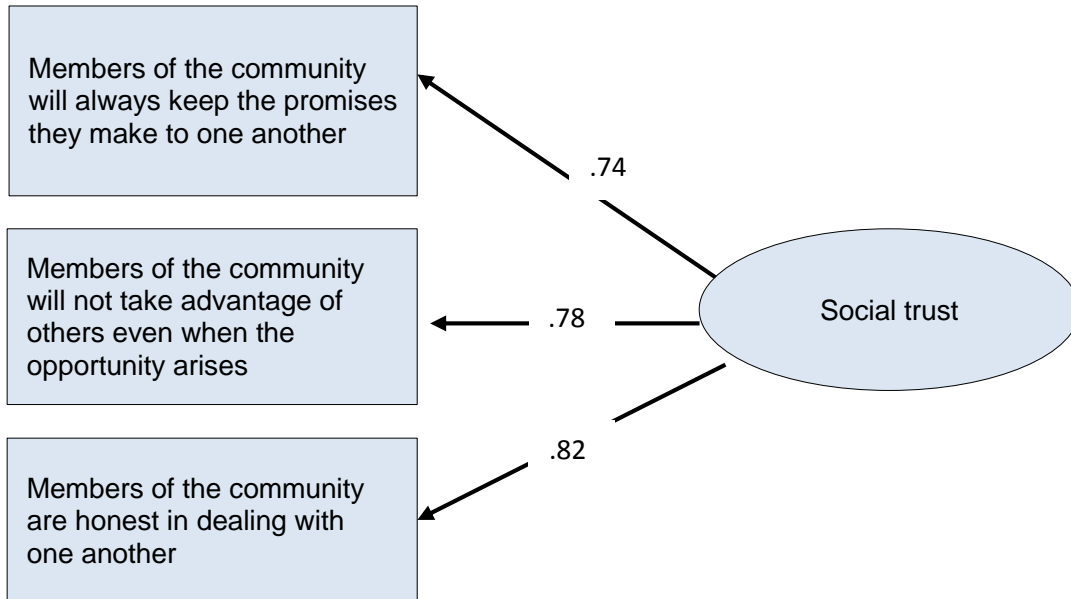 Members of the community
will always keep the promises
they make to one another
.74
Members of the community
will not take advantage of
others even when the
opportunity arises
.78
Social trust
.82
Members of the community
are honest in dealing with
one another